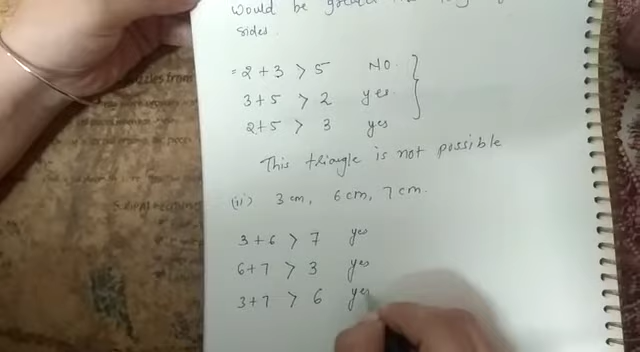 would be
sides.
= 2 + 3 > 5 No.
3 + 5 > 2 yes.
2 + 5 > 3 yes
This triangle is not possible
(ii) 3 cm, 6 cm, 7 cm.
3 + 6 > 7 yes
6 + 7 > 3 yes
3 + 7 > 6 yes